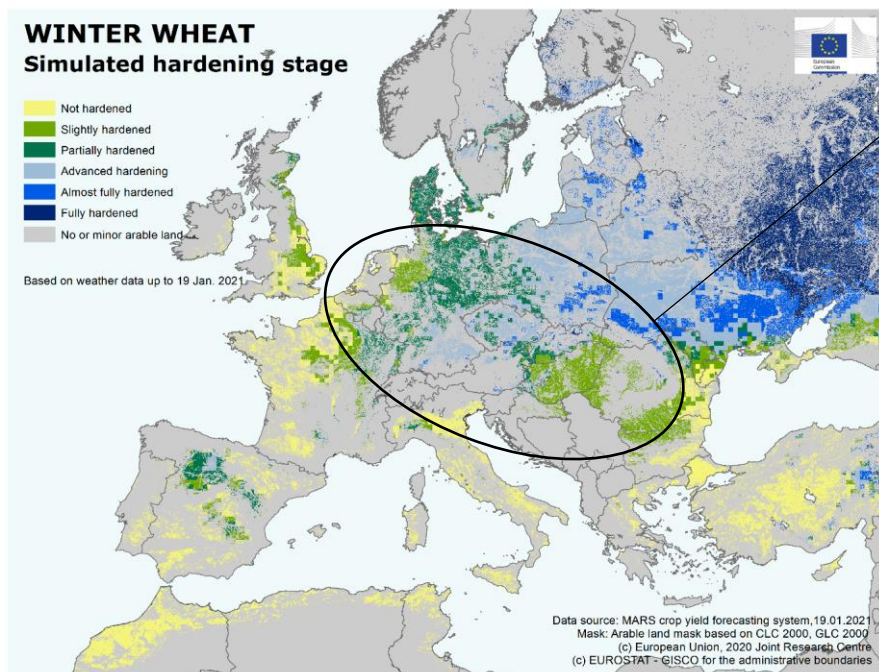 WINTER WHEAT
Simulated hardening stage
Not hardened
Slightly hardened
Partially hardened
Advanced hardening
Almost fully hardened
Fully hardened
No or minor arable land
Based on weather data up to 19 Jan. 2021
European
Commission
Data source: MARS crop yield forecasting system,19.01.2021
Mask: Arable land mask based on CLC 2000, GLC 2000
(c) European Union, 2020 Joint Research Centre
(c) EUROSTAT - GISCO for the administrative boundaries